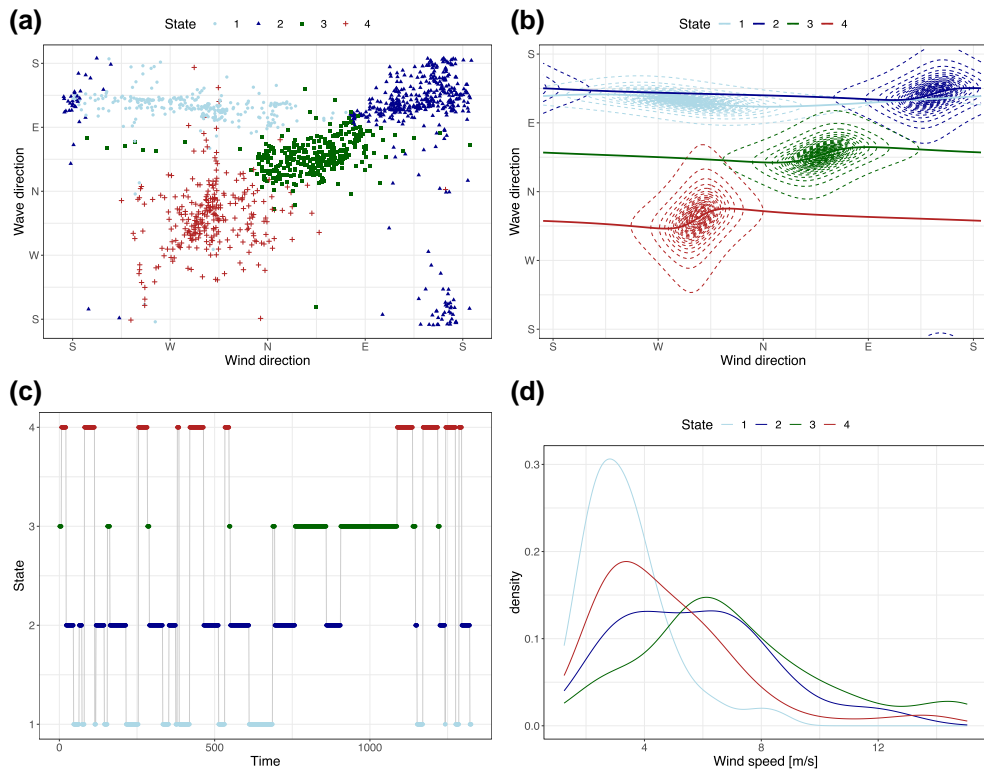 (a)
State 1 2 3 4
S
E
N
W
S
Wave direction
S W N E S
Wind direction
(b)
State 1 2 3 4
S
E
N
W
S
Wave direction
S W N E S
Wind direction
(c)
4
3
2
1
State
0 500 1000
Time
(d)
State 1 2 3 4
0.3
0.2
0.1
0.0
density
4 8 12
Wind speed [m/s]